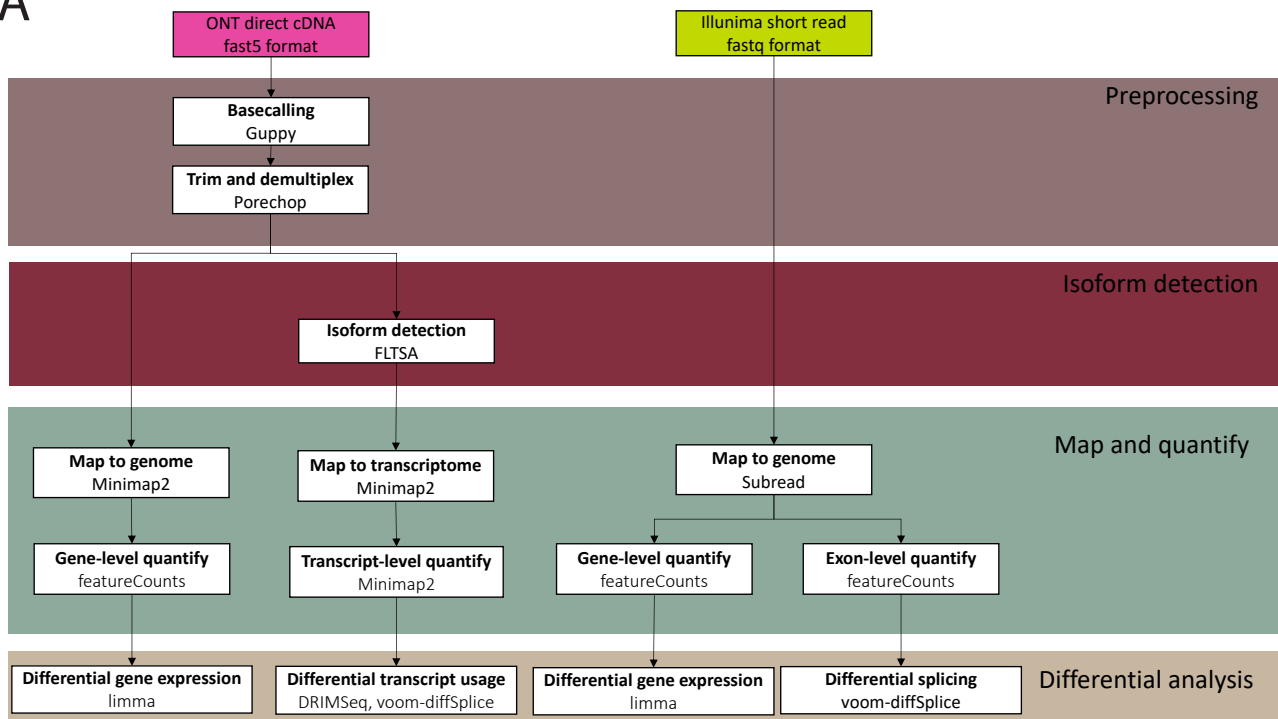 A
ONT direct cDNA
fast5 format
Illunima short read
fastq format
Preprocessing
Basecalling
Guppy
Trim and demultiplex
Porechop
Isoform detection
Isoform detection
FLTSA
Map and quantify
Map to genome
Minimap2
Map to transcriptome
Minimap2
Map to genome
Subread
Gene-level quantify
featureCounts
Transcript-level quantify
Minimap2
Gene-level quantify
featureCounts
Exon-level quantify
featureCounts
Differential analysis
Differential gene expression
limma
Differential transcript usage
DRIMSeq, voom-diffSplice
Differential gene expression
limma
Differential splicing
voom-diffSplice